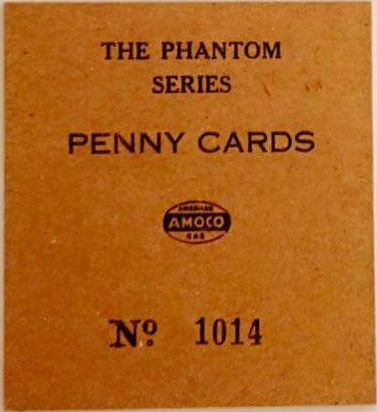 THE PHANTOM
SERIES
PENNY CARDS
AMERICAN
AMOCO
GAS
Nº 1014